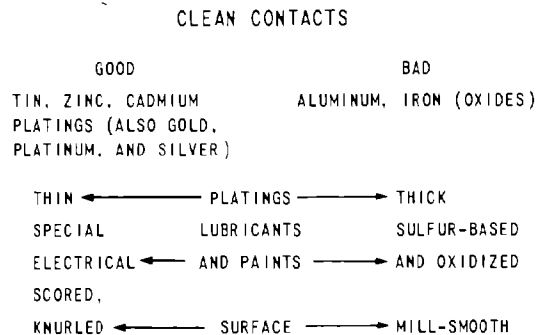 CLEAN CONTACTS
GOOD BAD
TIN, ZINC, CADMIUM ALUMINUM, IRON (OXIDES)
PLATINGS (ALSO GOLD,
PLATINUM, AND SILVER)
THIN PLATINGS THICK
SPECIAL LUBRICANTS SULFUR-BASED
ELECTRICAL AND PAINTS AND OXIDIZED
SCORED,
KNURLED SURFACE MILL-SMOOTH